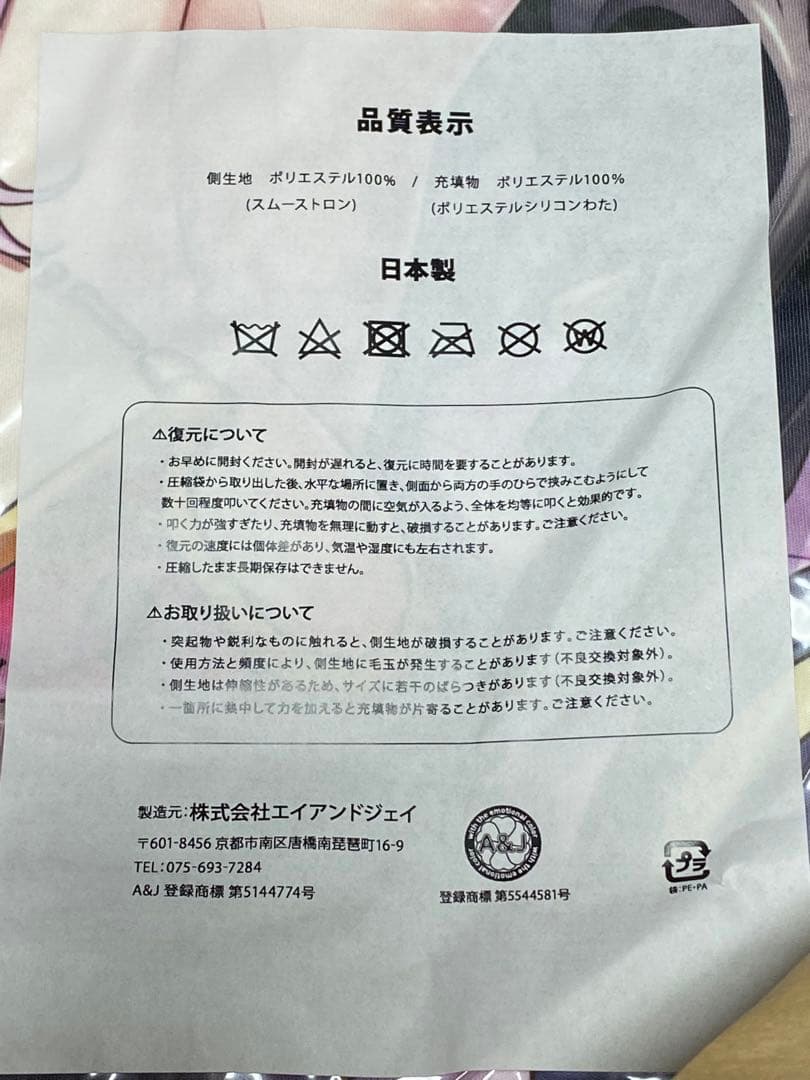 品質表示
側生地　ポリエステル100%　/　充填物　ポリエステル100%
(スムーストロン)　(ポリエステルシリコンわた)
日本製
W
⚠復元について
・お早めに開封ください。開封が遅れると、復元に時間を要することがあります。
・圧縮袋から取り出した後、水平な場所に置き、側面から両方の手のひらで挟みこむようにして
数十回程度叩いてください。充填物の間に空気が入るよう、全体を均等に叩くと効果的です。
・叩く力が強すぎたり、充填物を無理に動すと、破損することがあります。ご注意ください。
・復元の速度には個体差があり、気温や湿度にも左右されます。
・圧縮したまま長期保存はできません。
⚠お取り扱いについて
・突起物や鋭利なものに触れると、側生地が破損することがあります。ご注意ください。
・使用方法と頻度により、側生地に毛玉が発生することがあります(不良交換対象外)。
・側生地は伸縮性があるため、サイズに若干のばらつきがあります(不良交換対象外)。
・一箇所に集中して力を加えると充填物が片寄ることがあります。ご注意ください。
製造元:株式会社エイアンドジェイ
〒601-8456 京都市南区唐橋南琵琶町16-9
TEL:075-693-7284
A&J 登録商標 第5144774号
with the emotional color
A&J
with the emotional color
登録商標 第5544581号
プラ
袋:PE・PA